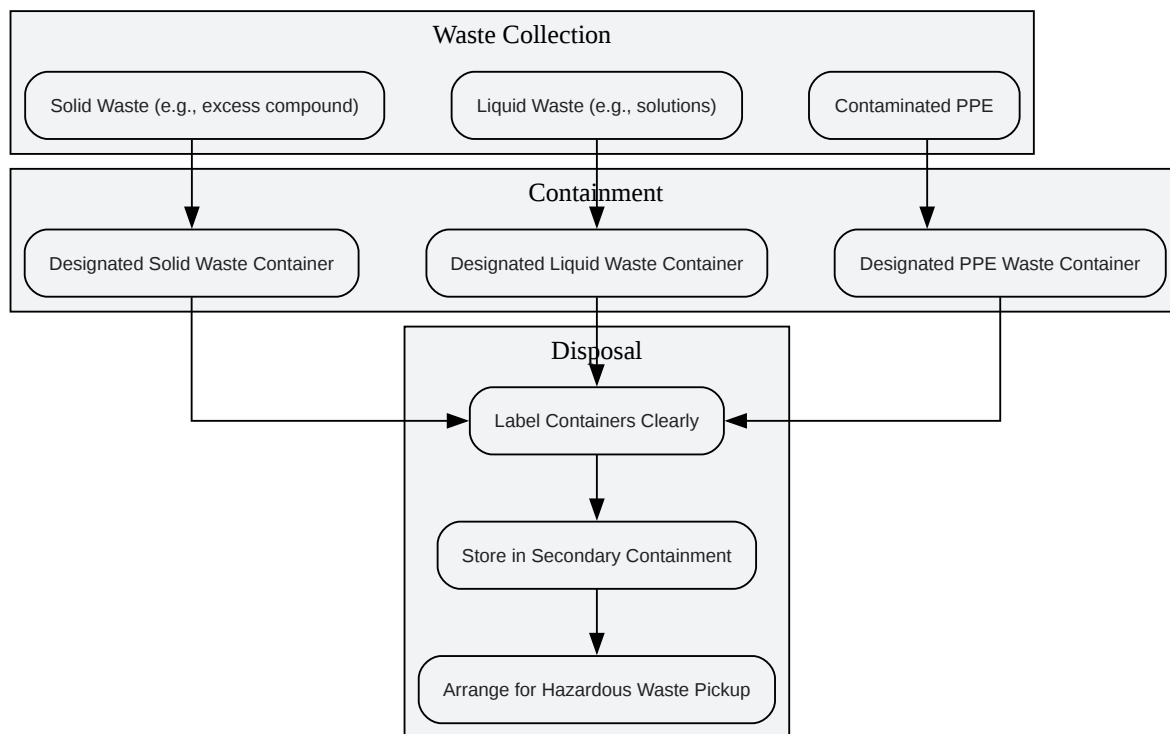 Waste Collection
Solid Waste (e.g., excess compound)
Liquid Waste (e.g., solutions)
Contaminated PPE
Containment
Designated Solid Waste Container
Designated Liquid Waste Container
Designated PPE Waste Container
Disposal
Label Containers Clearly
Store in Secondary Containment
Arrange for Hazardous Waste Pickup